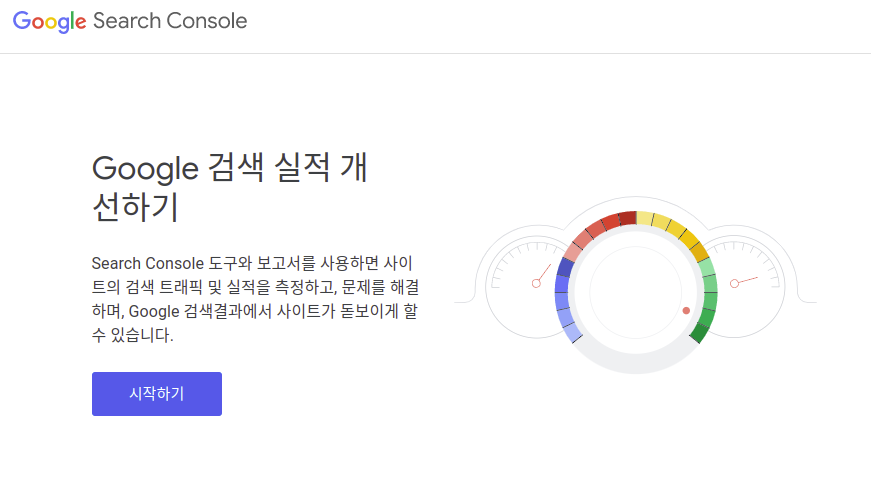 Google Search Console
Google 검색 실적 개
선하기
Search Console 도구와 보고서를 사용하면 사이
트의 검색 트래픽 및 실적을 측정하고, 문제를 해결
하며, Google 검색결과에서 사이트가 돋보이게 할
수 있습니다.
시작하기